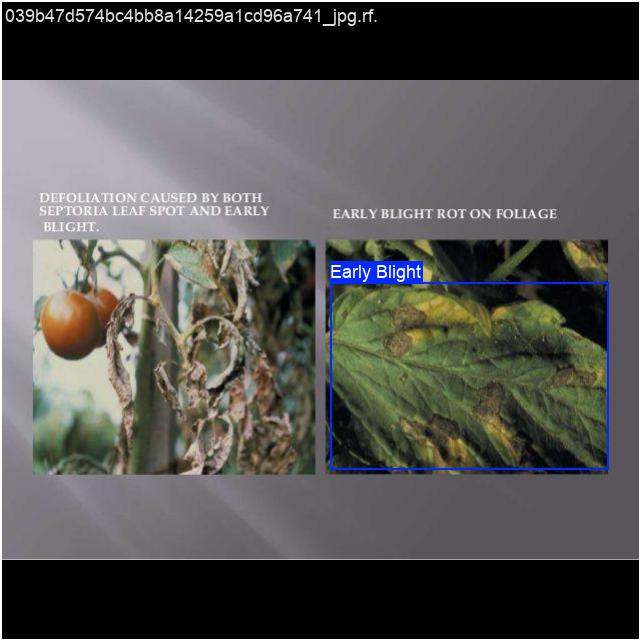 039b47d574bc4bb8a14259a1cd96a741_jpg.rf.
DEFOLIATION CAUSED BY BOTH
SEPTORIA LEAF SPOT AND EARLY
BLIGHT.
EARLY BLIGHT ROT ON FOLIAGE
Early Blight